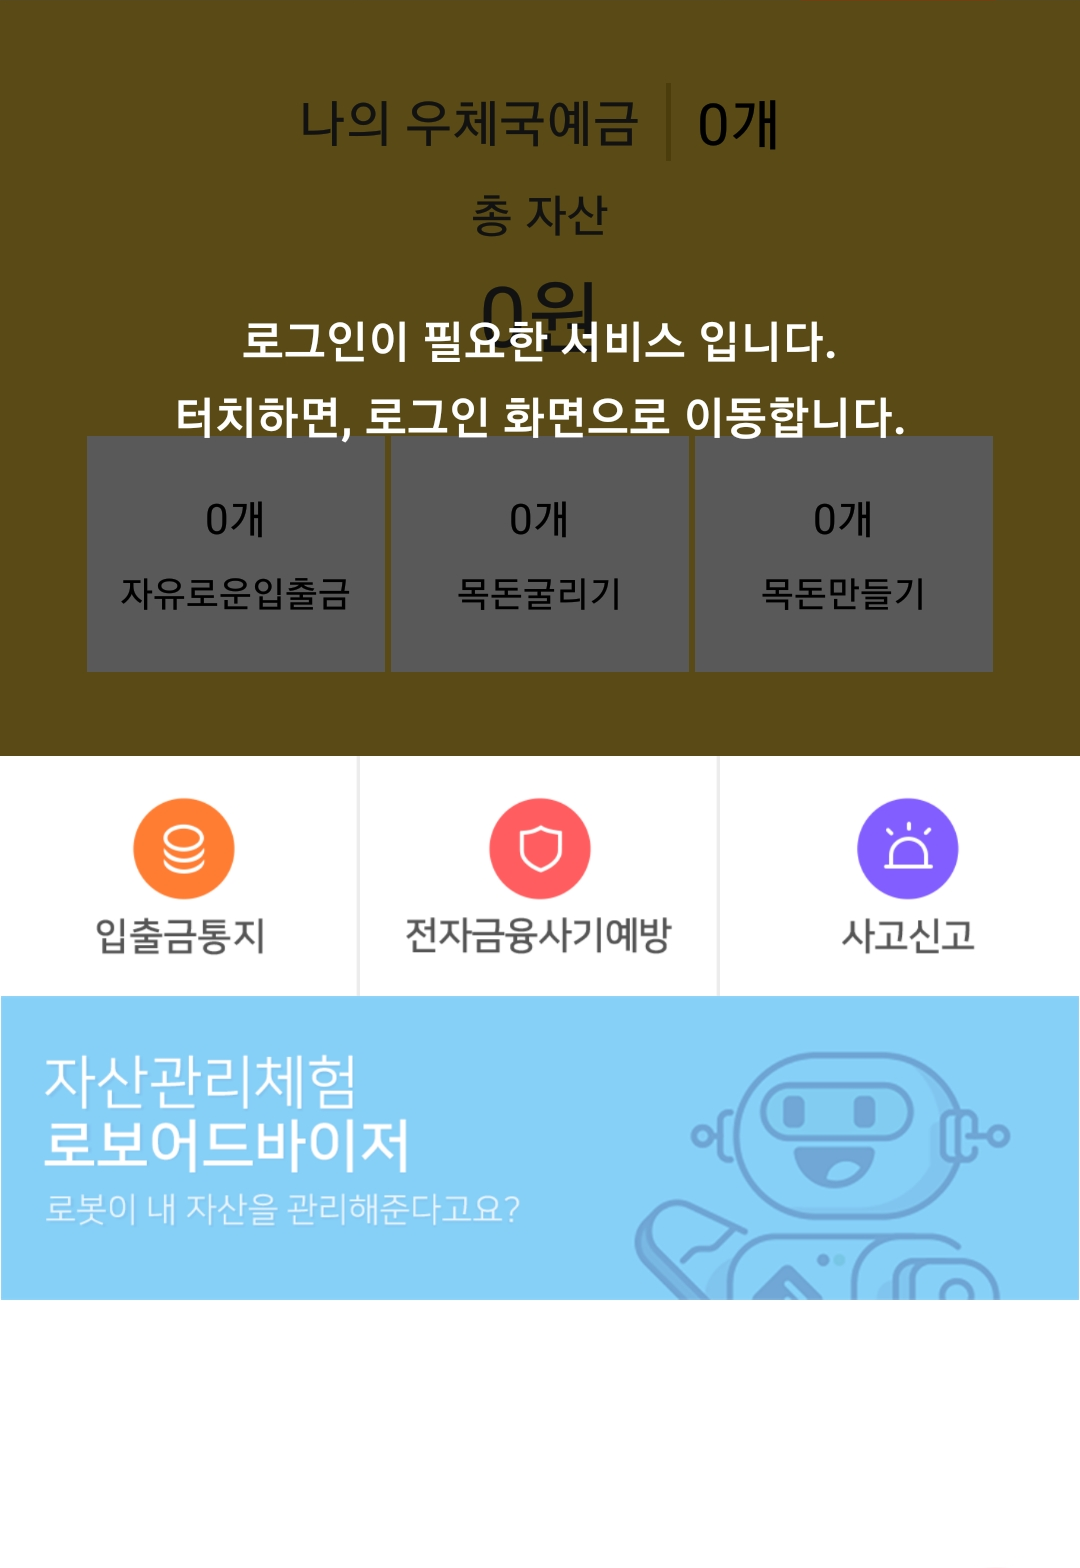 나의 우체국예금 0개
총 자산
0원
로그인이 필요한 서비스 입니다.
터치하면, 로그인 화면으로 이동합니다.
0개 0개 0개
자유로운입출금 목돈굴리기 목돈만들기
입출금통지 전자금융사기예방 사고신고
자산관리체험
로보어드바이저
로봇이 내 자산을 관리해준다고요?